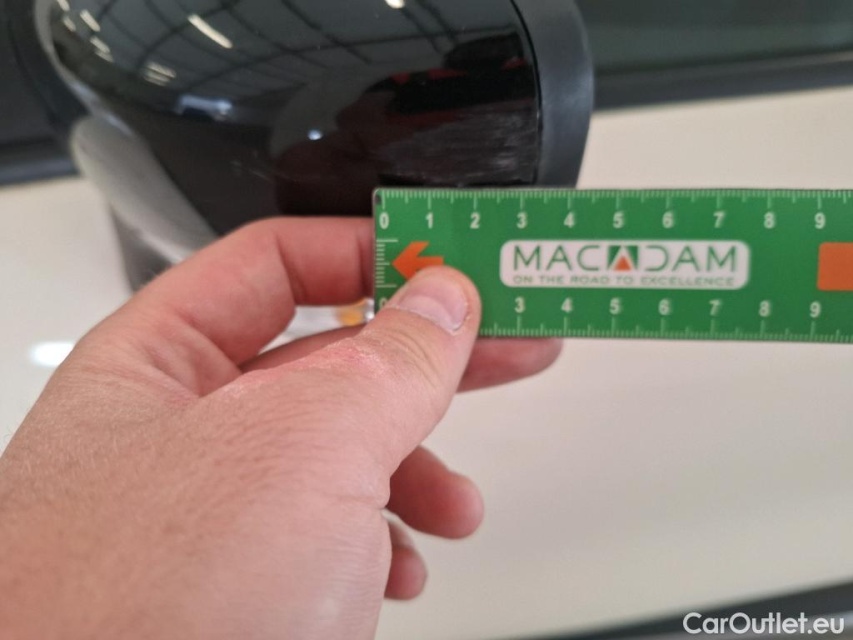 0 1 2 3 4 5 6 7 8 9
MACADAM
ON THE ROAD TO EXCELLENCE
3 4 5 6 7 8 9
CarOutlet.eu